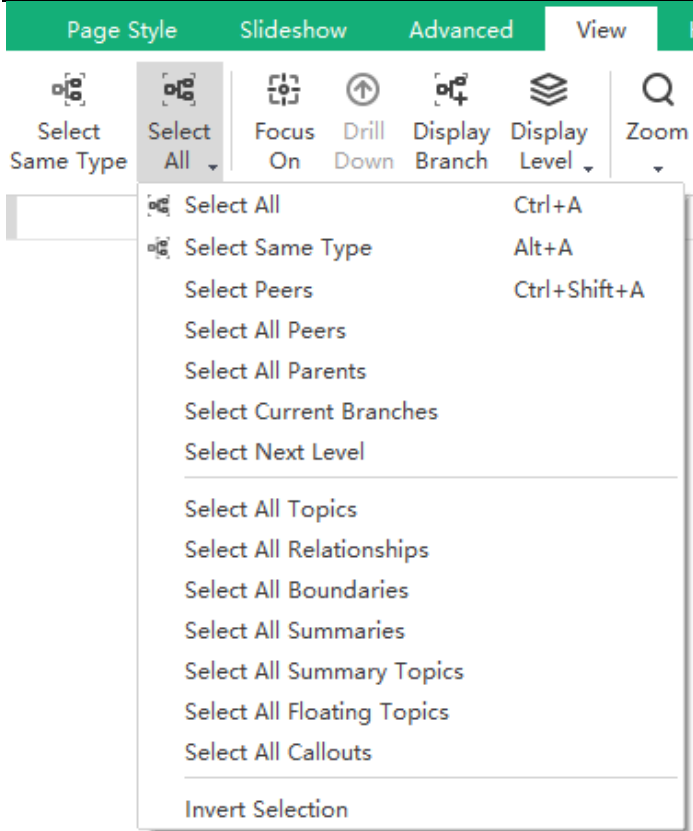 Page Style Slideshow Advanced View
Select Same Type
Select All
Focus On
Drill Down
Display Branch
Display Level
Zoom
Select All Ctrl+A
Select Same Type Alt+A
Select Peers Ctrl+Shift+A
Select All Peers
Select All Parents
Select Current Branches
Select Next Level
Select All Topics
Select All Relationships
Select All Boundaries
Select All Summaries
Select All Summary Topics
Select All Floating Topics
Select All Callouts
Invert Selection